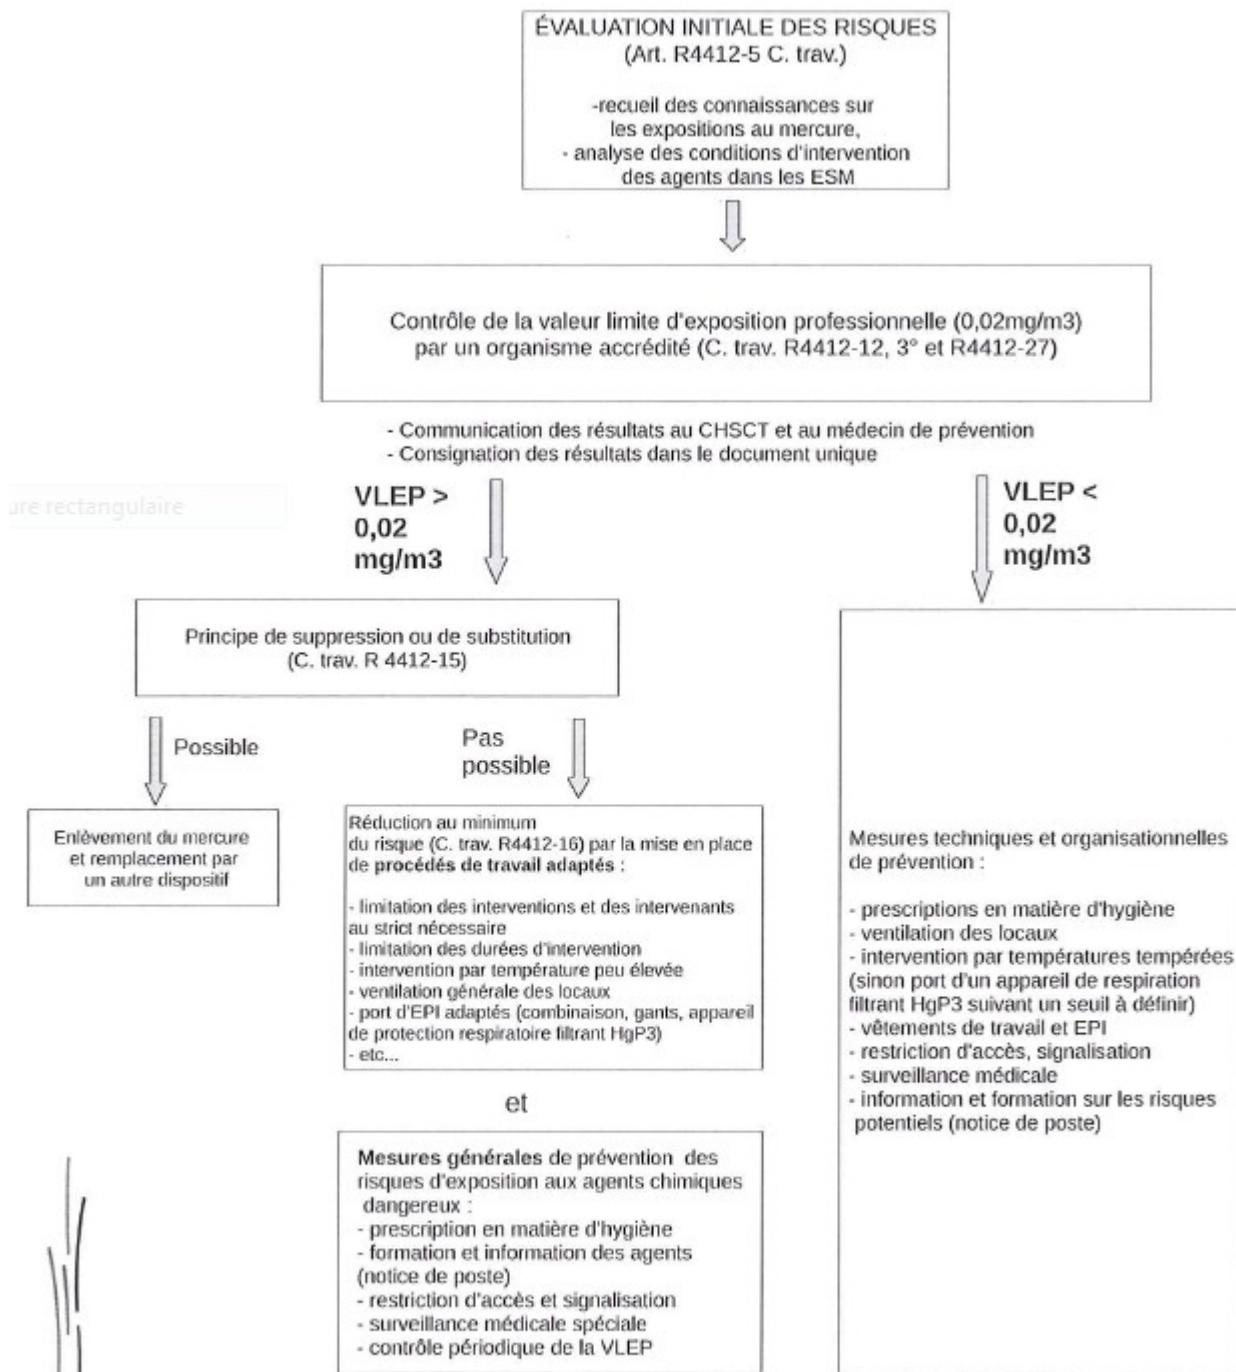 ÉVALUATION INITIALE DES RISQUES
(Art. R4412-5 C. trav.)
-recueil des connaissances sur
les expositions au mercure,
- analyse des conditions d'intervention
des agents dans les ESM
Contrôle de la valeur limite d'exposition professionnelle (0,02mg/m3)
par un organisme accrédité (C. trav. R4412-12, 3° et R4412-27)
- Communication des résultats au CHSCT et au médecin de prévention
- Consignation des résultats dans le document unique
ure rectangulaire
VLEP >
0,02
mg/m3
VLEP <
0,02
mg/m3
Principe de suppression ou de substitution
(C. trav. R 4412-15)
Possible
Pas
possible
Enlèvement du mercure
et remplacement par
un autre dispositif
Réduction au minimum
du risque (C. trav. R4412-16) par la mise en place
de procédés de travail adaptés :
- limitation des interventions et des intervenants
au strict nécessaire
- limitation des durées d'intervention
- intervention par température peu élevée
- ventilation générale des locaux
- port d'EPI adaptés (combinaison, gants, appareil
de protection respiratoire filtrant HgP3)
- etc...
et
Mesures générales de prévention des
risques d'exposition aux agents chimiques
dangereux :
- prescription en matière d'hygiène
- formation et information des agents
(notice de poste)
- restriction d'accès et signalisation
- surveillance médicale spéciale
- contrôle périodique de la VLEP
Mesures techniques et organisationnelles
de prévention :
- prescriptions en matière d'hygiène
- ventilation des locaux
- intervention par températures tempérées
(sinon port d'un appareil de respiration
filtrant HgP3 suivant un seuil à définir)
- vêtements de travail et EPI
- restriction d'accès, signalisation
- surveillance médicale
- information et formation sur les risques
potentiels (notice de poste)